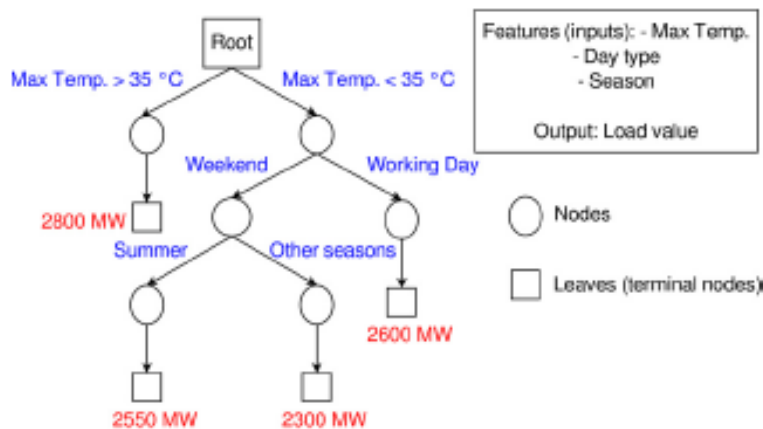 Root
Features (inputs): - Max Temp.
- Day type
- Season
Output: Load value
Max Temp. > 35 °C
Max Temp. < 35 °C
Weekend
Working Day
2800 MW
Nodes
Summer
Other seasons
Leaves (terminal nodes)
2600 MW
2550 MW
2300 MW